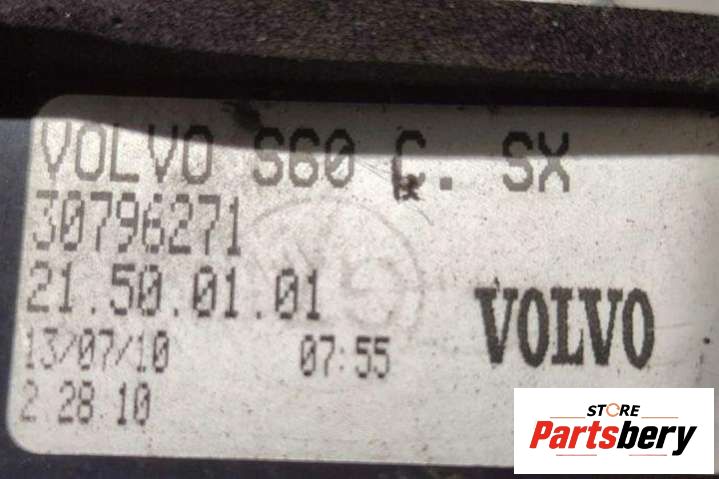 VOLVO S60 C. SX
30796271
21.50.01.01
13/07/10 07:55
2 28 10
VOLVO
STORE
Partsbery